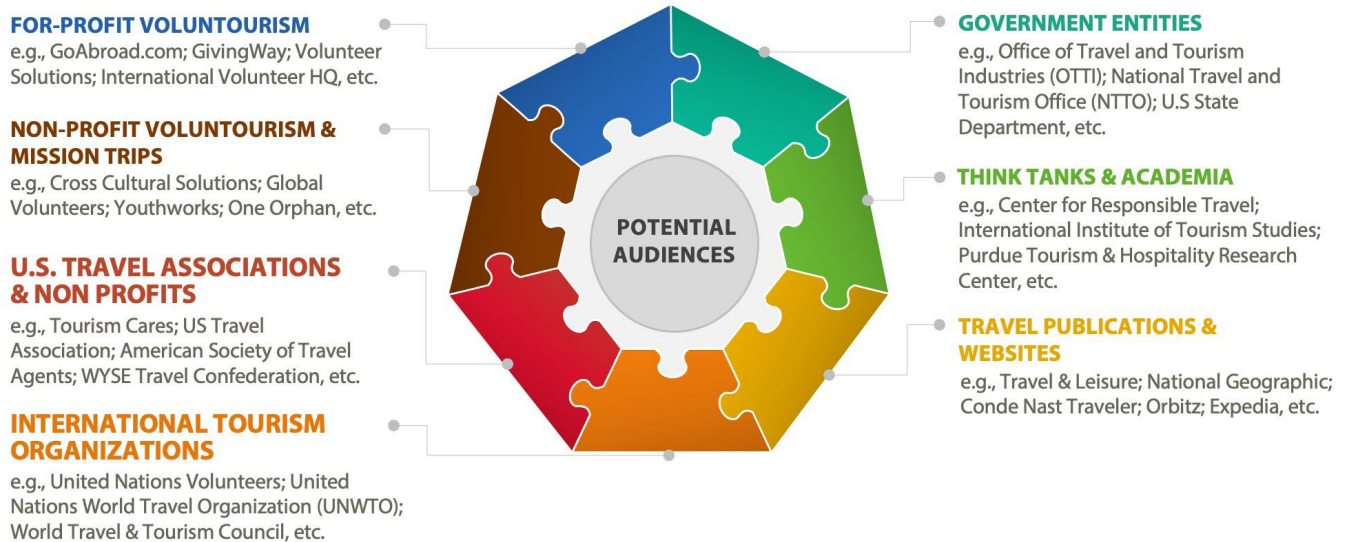 FOR-PROFIT VOLUNTOURISM
e.g., GoAbroad.com; GivingWay; Volunteer
Solutions; International Volunteer HQ, etc.
NON-PROFIT VOLUNTOURISM &
MISSION TRIPS
e.g., Cross Cultural Solutions; Global
Volunteers; Youthworks; One Orphan, etc.
U.S. TRAVEL ASSOCIATIONS
& NON PROFITS
e.g., Tourism Cares; US Travel
Association; American Society of Travel
Agents; WYSE Travel Confederation, etc.
INTERNATIONAL TOURISM
ORGANIZATIONS
e.g., United Nations Volunteers; United
Nations World Travel Organization (UNWTO);
World Travel & Tourism Council, etc.
POTENTIAL
AUDIENCES
GOVERNMENT ENTITIES
e.g., Office of Travel and Tourism
Industries (OTTI); National Travel and
Tourism Office (NTTO); U.S State
Department, etc.
THINK TANKS & ACADEMIA
e.g., Center for Responsible Travel;
International Institute of Tourism Studies;
Purdue Tourism & Hospitality Research
Center, etc.
TRAVEL PUBLICATIONS &
WEBSITES
e.g., Travel & Leisure; National Geographic;
Conde Nast Traveler; Orbitz; Expedia, etc.